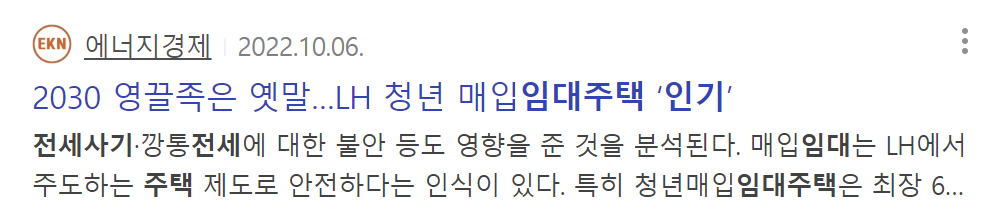 EKN 에너지경제 2022.10.06.
2030 영끌족은 옛말...LH 청년 매입임대주택 '인기'
전세사기·깡통전세에 대한 불안 등도 영향을 준 것을 분석된다. 매입임대는 LH에서
주도하는 주택 제도로 안전하다는 인식이 있다. 특히 청년매입임대주택은 최장 6...